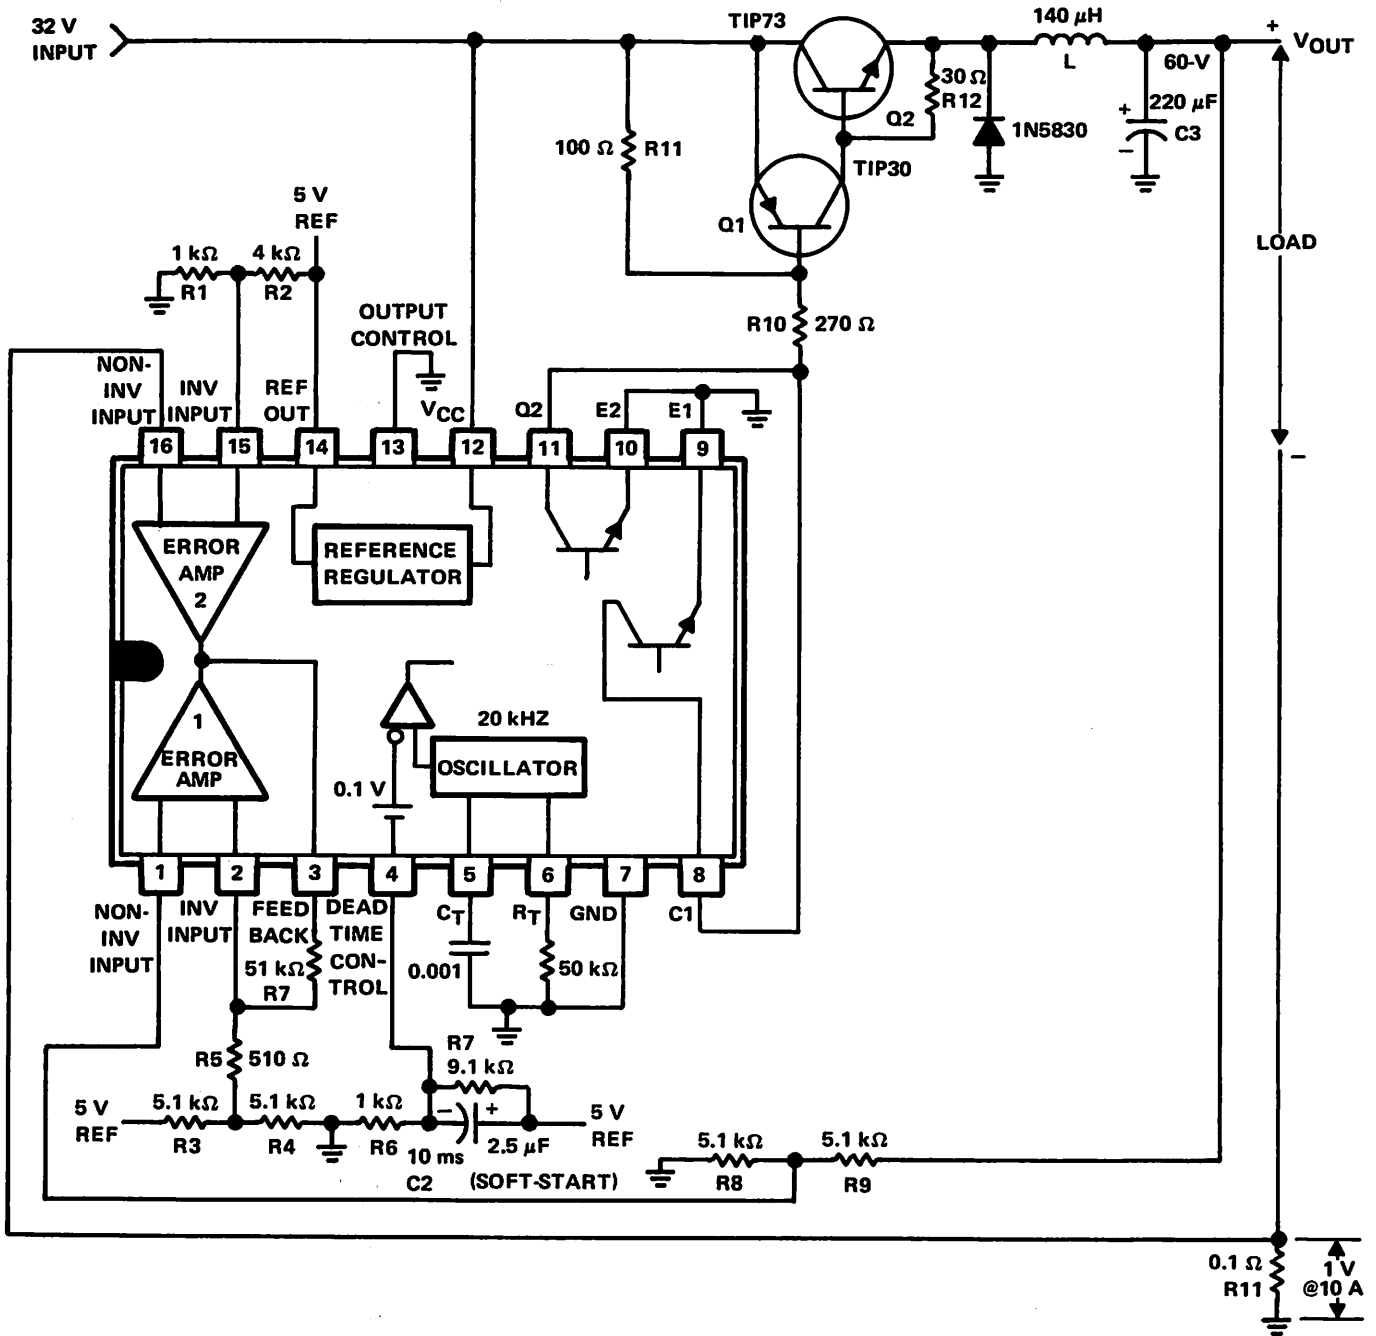 32 V
INPUT
TIP73
140 µH
L
+
VOUT
60-V
30 Ω
R12
Q2
1N5830
+
220 µF
C3
−
100 Ω
R11
TIP30
Q1
LOAD
5 V
REF
1 kΩ
R1
4 kΩ
R2
OUTPUT
CONTROL
R10
270 Ω
NON-
INV
INPUT
INV
INPUT
REF
OUT
VCC
Q2
E2
E1
16
15
14
13
12
11
10
9
−
ERROR
AMP
2
REFERENCE
REGULATOR
1
ERROR
AMP
20 kHZ
OSCILLATOR
0.1 V
1
2
3
4
5
6
7
8
NON-
INV
INPUT
INV
INPUT
FEED
BACK
DEAD
TIME
CON-
TROL
CT
RT
GND
C1
51 kΩ
R7
0.001
50 kΩ
R5
510 Ω
R7
9.1 kΩ
5 V
REF
5.1 kΩ
R3
5.1 kΩ
R4
1 kΩ
R6
−
+
10 ms
C2
2.5 µF
(SOFT-START)
5 V
REF
5.1 kΩ
R8
5.1 kΩ
R9
0.1 Ω
R11
1 V
@10 A